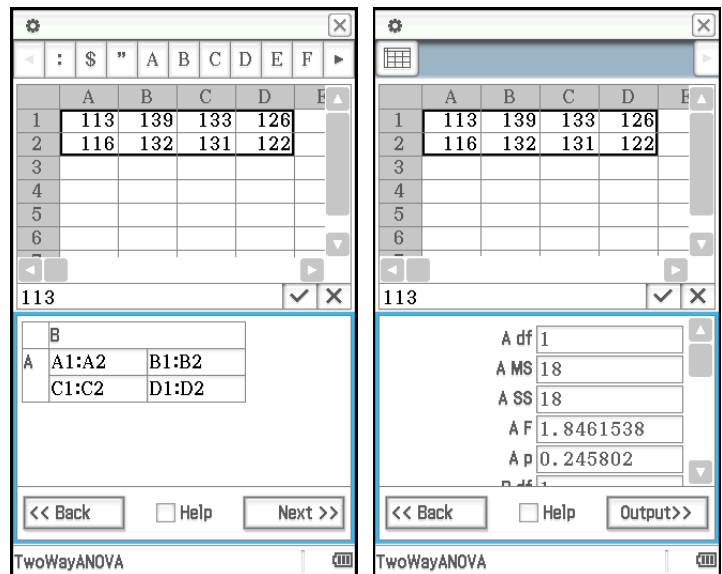 : $ " A B C D E F
A B C D E
1 113 139 133 126
2 116 132 131 122
3
4
5
6
113
B
A A1:A2 B1:B2
C1:C2 D1:D2
<< Back Help Next >>
TwoWayANOVA
A B C D E
1 113 139 133 126
2 116 132 131 122
3
4
5
6
113
A df 1
A MS 18
A SS 18
A F 1.8461538
A p 0.245802
B df 1
<< Back Help Output>>
TwoWayANOVA